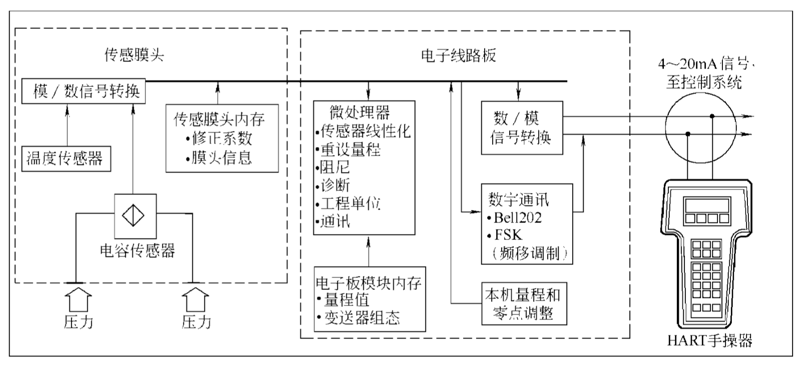 传感膜头
模/数信号转换
传感膜头内存
•修正系数
•膜头信息
温度传感器
电容传感器
压力
压力
电子线路板
微处理器
•传感器线性化
•重设量程
•阻尼
•诊断
•工程单位
•通讯
电子板模块内存
•量程值
•变送器组态
数/模
信号转换
数字通讯
•Bell202
•FSK
(频移调制)
本机量程和
零点调整
4～20mA信号
至控制系统
HART手操器